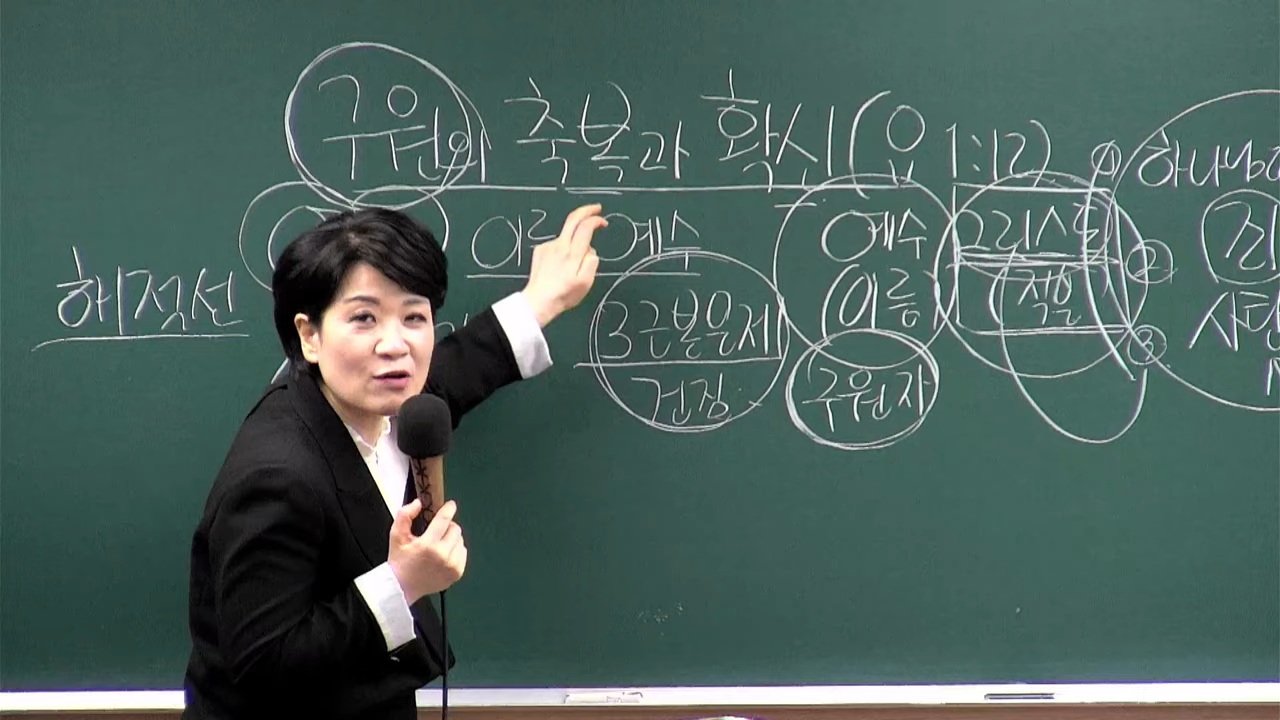 구원의 축복과 확신 (요 1:12)
① 하나님
이름 예수
예수 그리스도
② 죄
해적선
이름 직분
3근본문제
③ 사탄
건짐
구원자